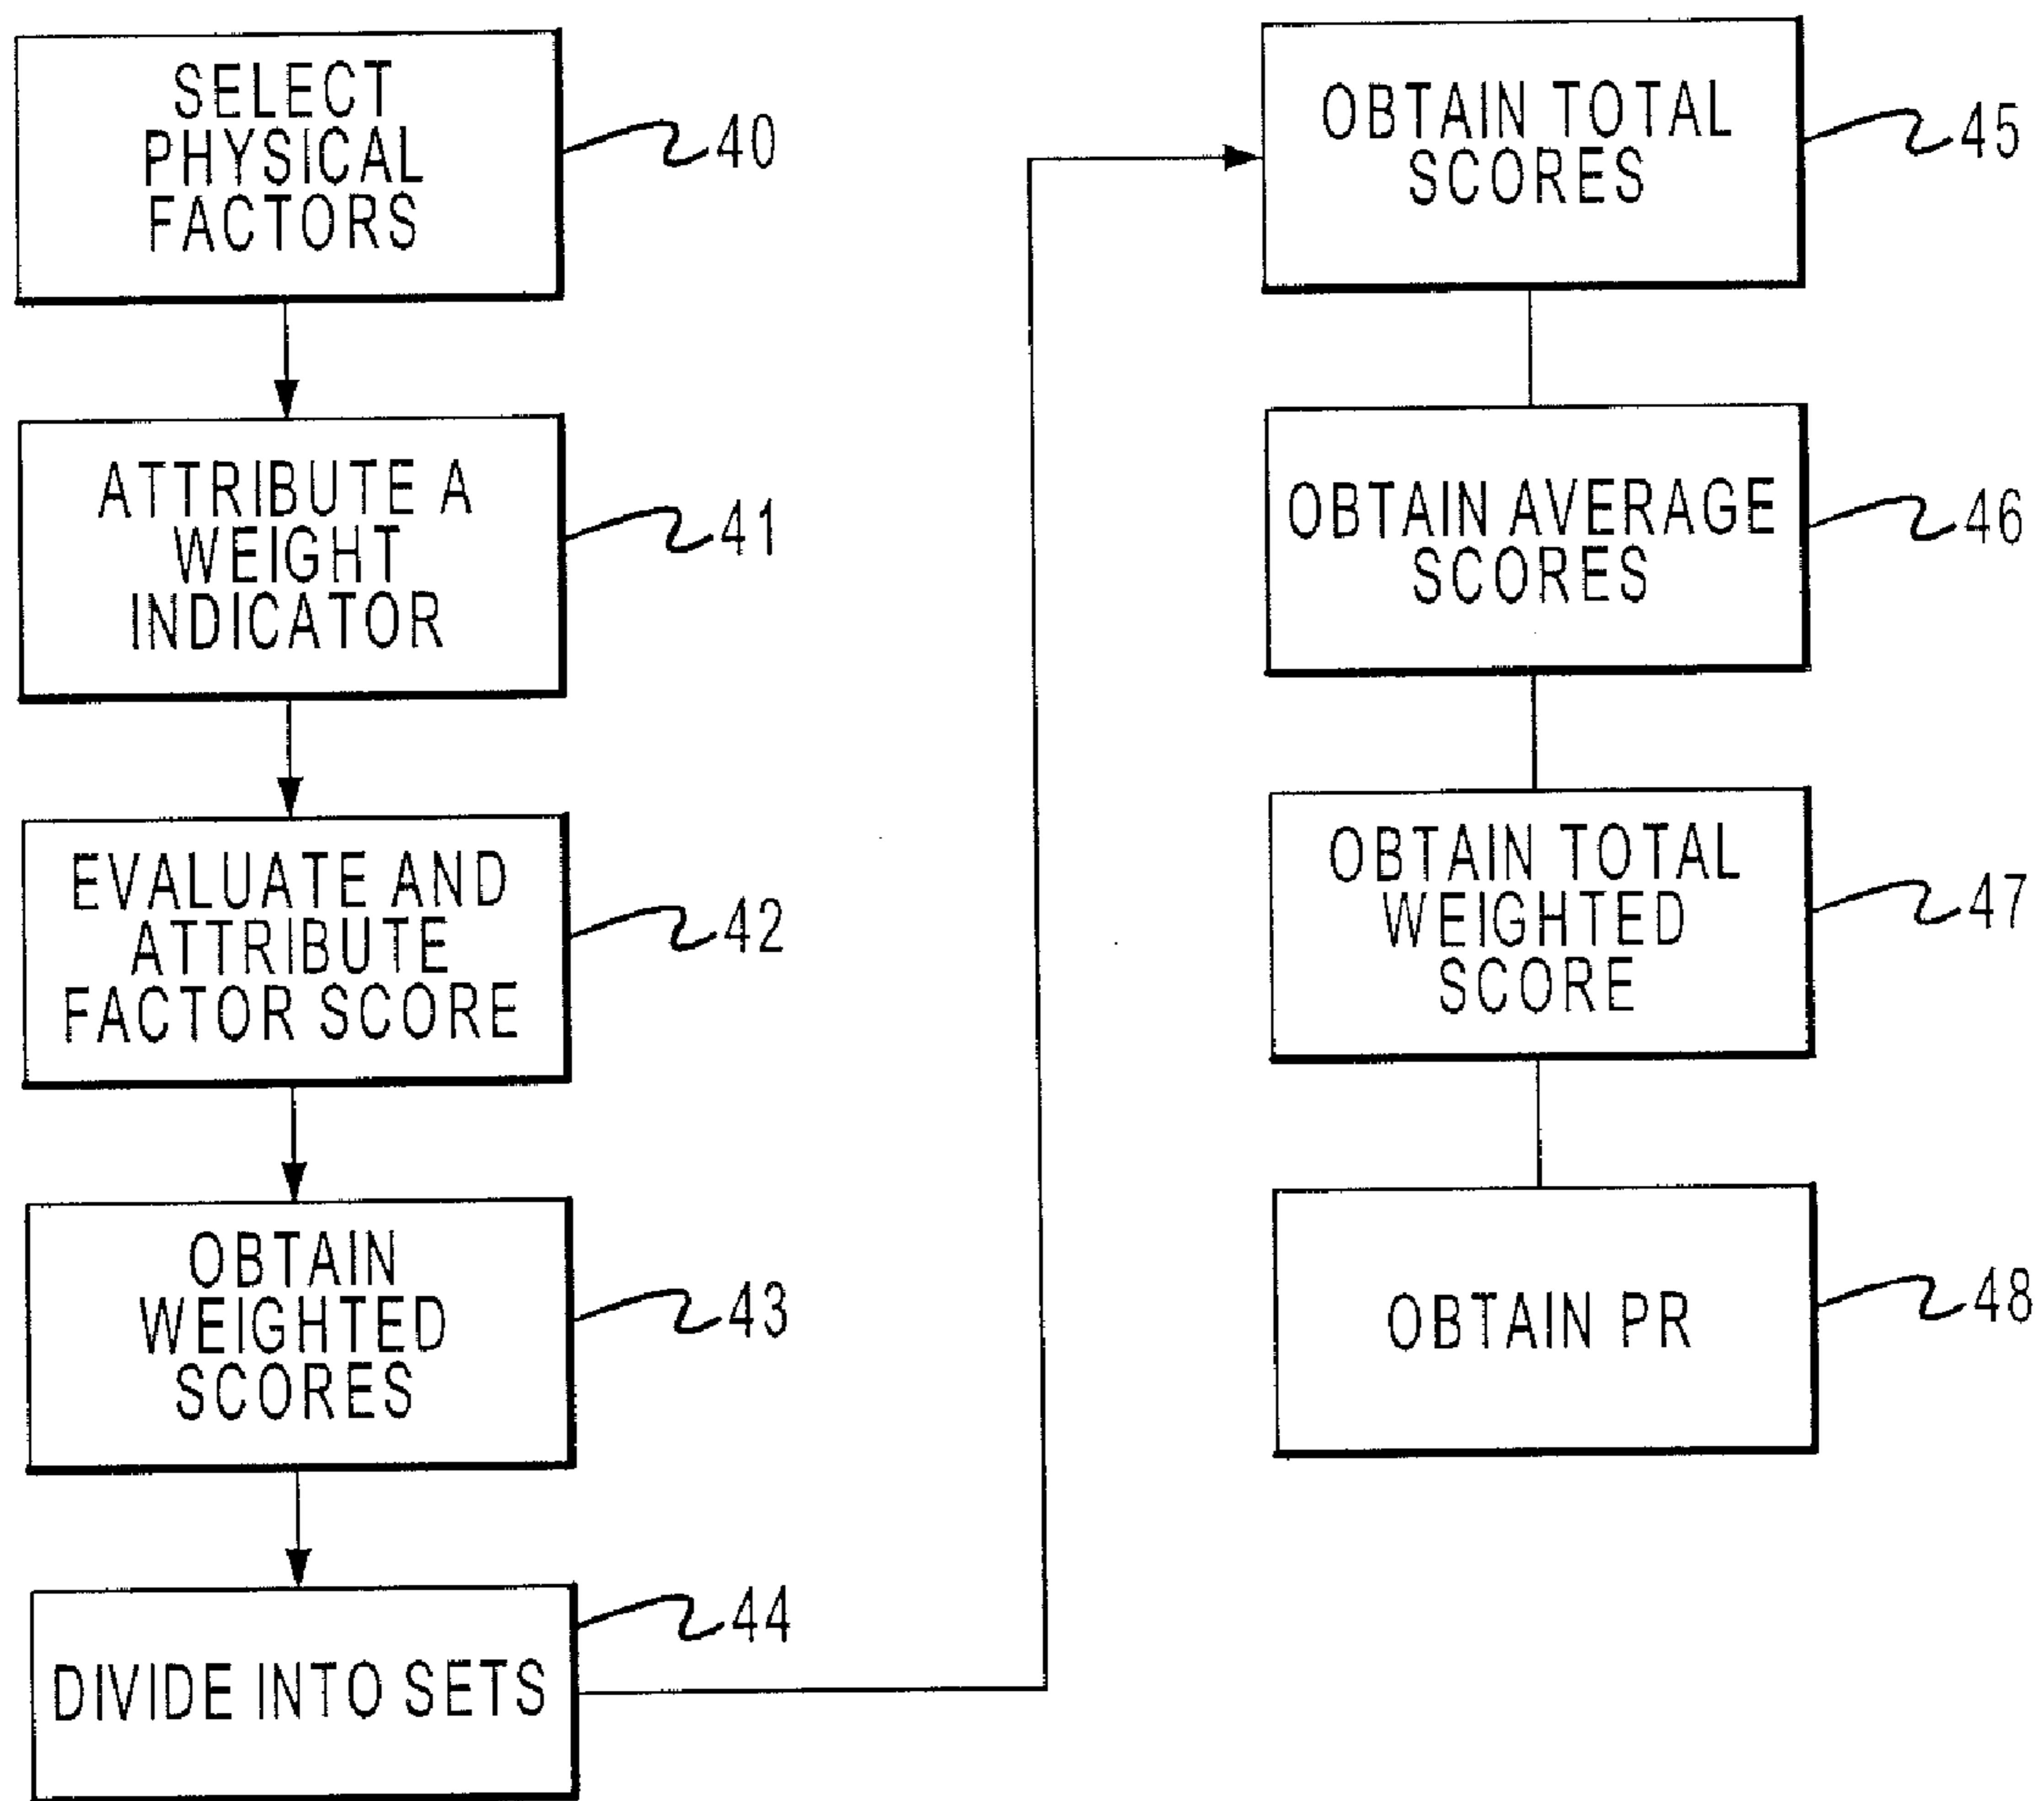 SELECT
PHYSICAL
FACTORS
40
ATTRIBUTE A
WEIGHT
INDICATOR
41
EVALUATE AND
ATTRIBUTE
FACTOR SCORE
42
OBTAIN
WEIGHTED
SCORES
43
DIVIDE INTO SETS
44
OBTAIN TOTAL
SCORES
45
OBTAIN AVERAGE
SCORES
46
OBTAIN TOTAL
WEIGHTED
SCORE
47
OBTAIN PR
48